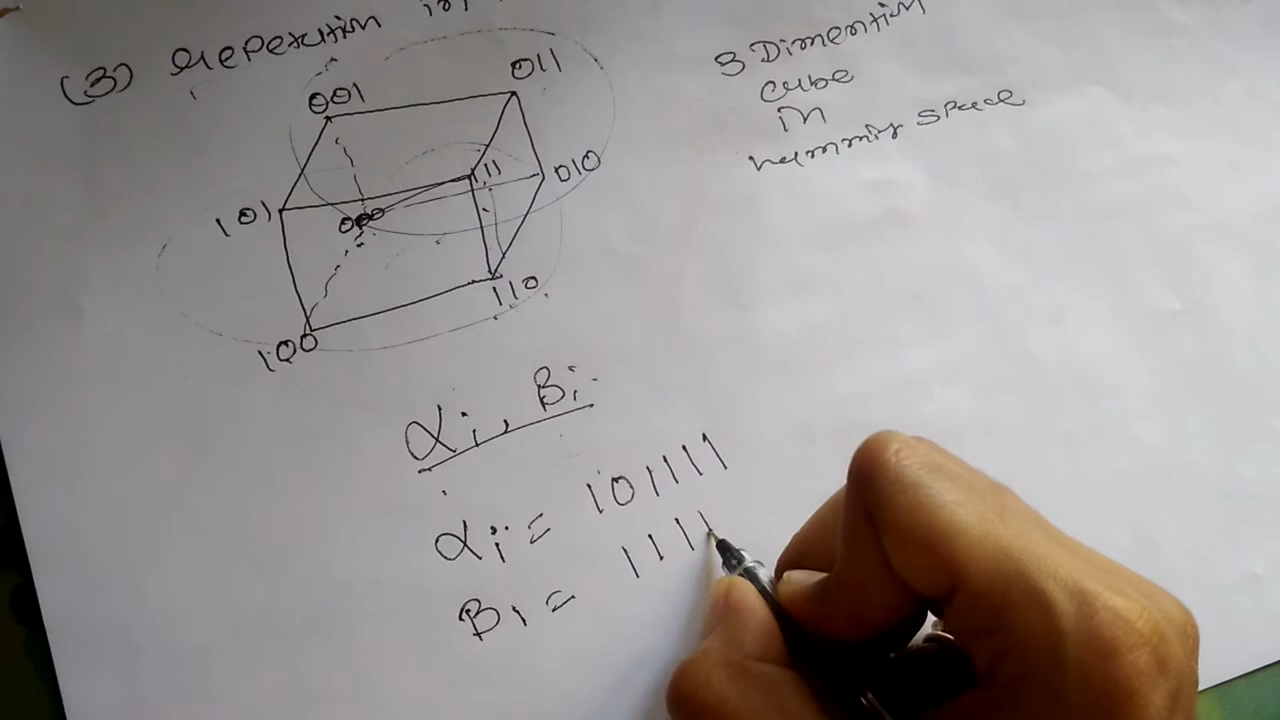 (3) Repetition
001
011
3 Dimention
cube
in
hamming space
101
000
111
010
100
110
αi, Bi
αi = 101111
Bi = 1111